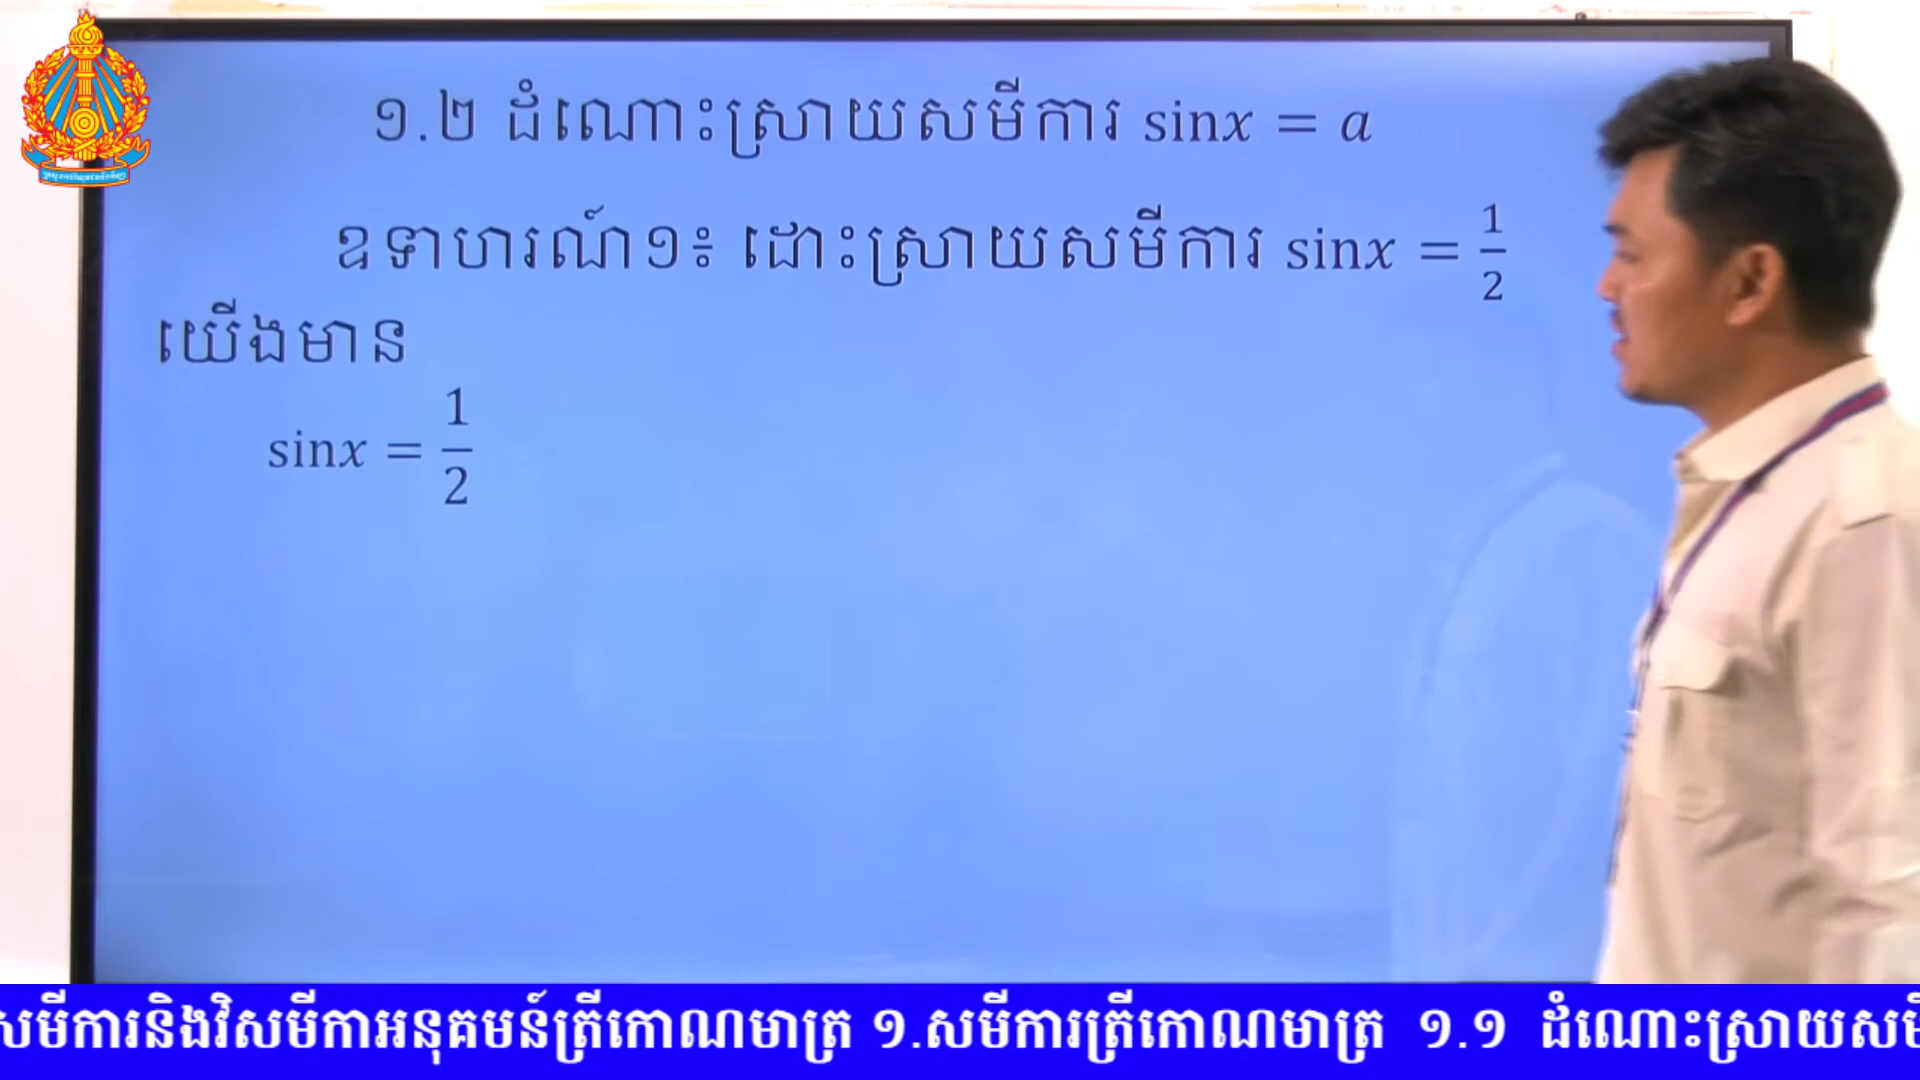 ១.២ ដំណោះស្រាយសមីការ sinx = a
ឧទាហរណ៍១៖ ដោះស្រាយសមីការ sinx = 1/2
យើងមាន
sinx = 1/2
សមីការនិងវិសមីកាអនុគមន៍ត្រីកោណមាត្រ ១.សមីការត្រីកោណមាត្រ ១.១ ដំណោះស្រាយសមី